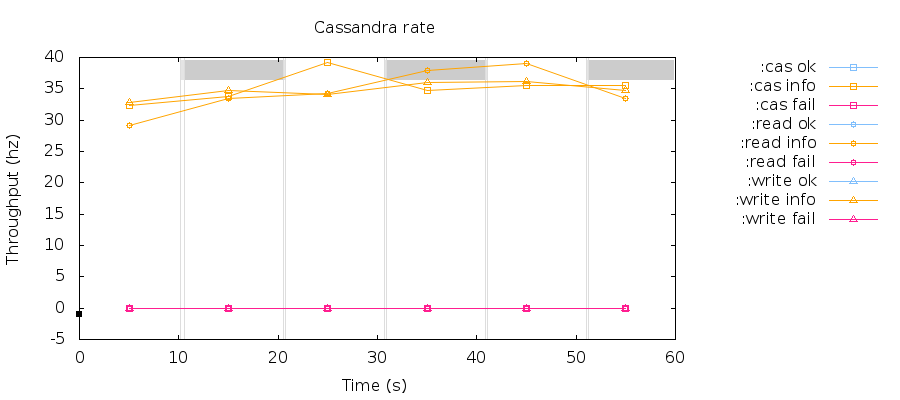 Cassandra rate
40
35
30
25
20
15
10
5
0
-5
0 10 20 30 40 50 60
Throughput (hz)
Time (s)
:cas ok
:cas info
:cas fail
:read ok
:read info
:read fail
:write ok
:write info
:write fail